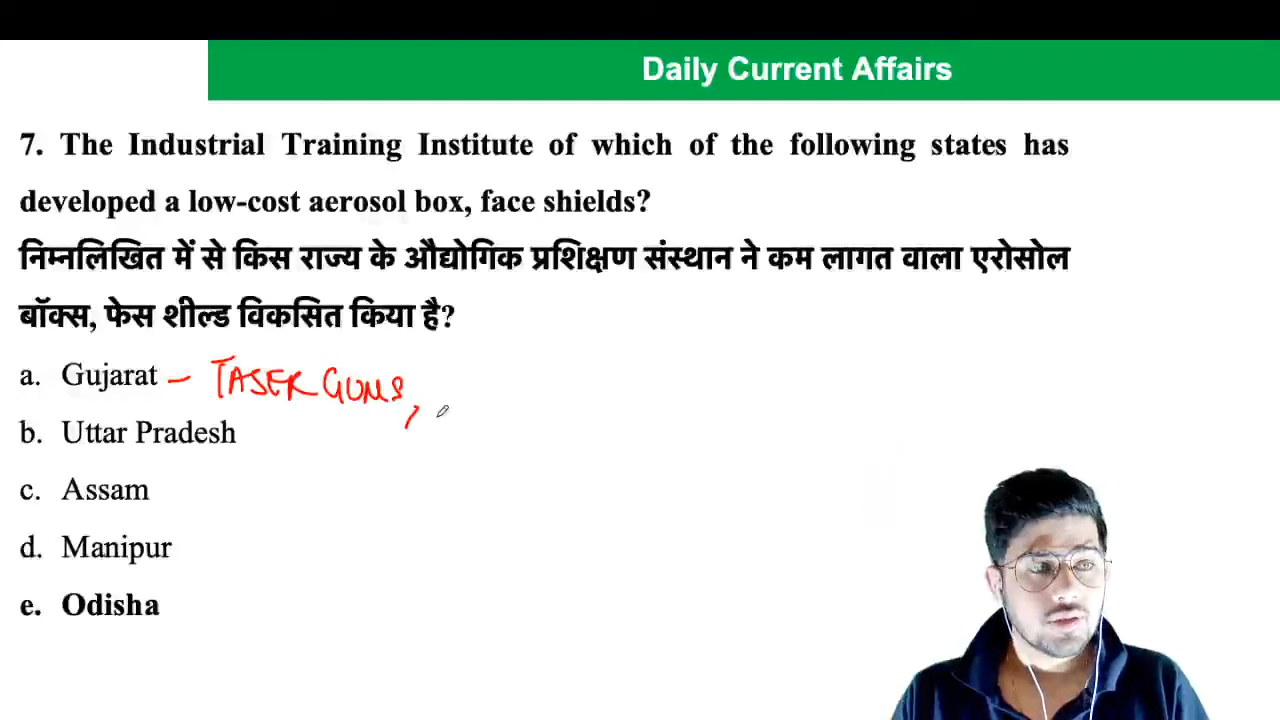 Daily Current Affairs
7. The Industrial Training Institute of which of the following states has
developed a low-cost aerosol box, face shields?
निम्नलिखित में से किस राज्य के औद्योगिक प्रशिक्षण संस्थान ने कम लागत वाला एरोसोल
बॉक्स, फेस शील्ड विकसित किया है?
a. Gujarat – TASER GUNS,
b. Uttar Pradesh
c. Assam
d. Manipur
e. Odisha